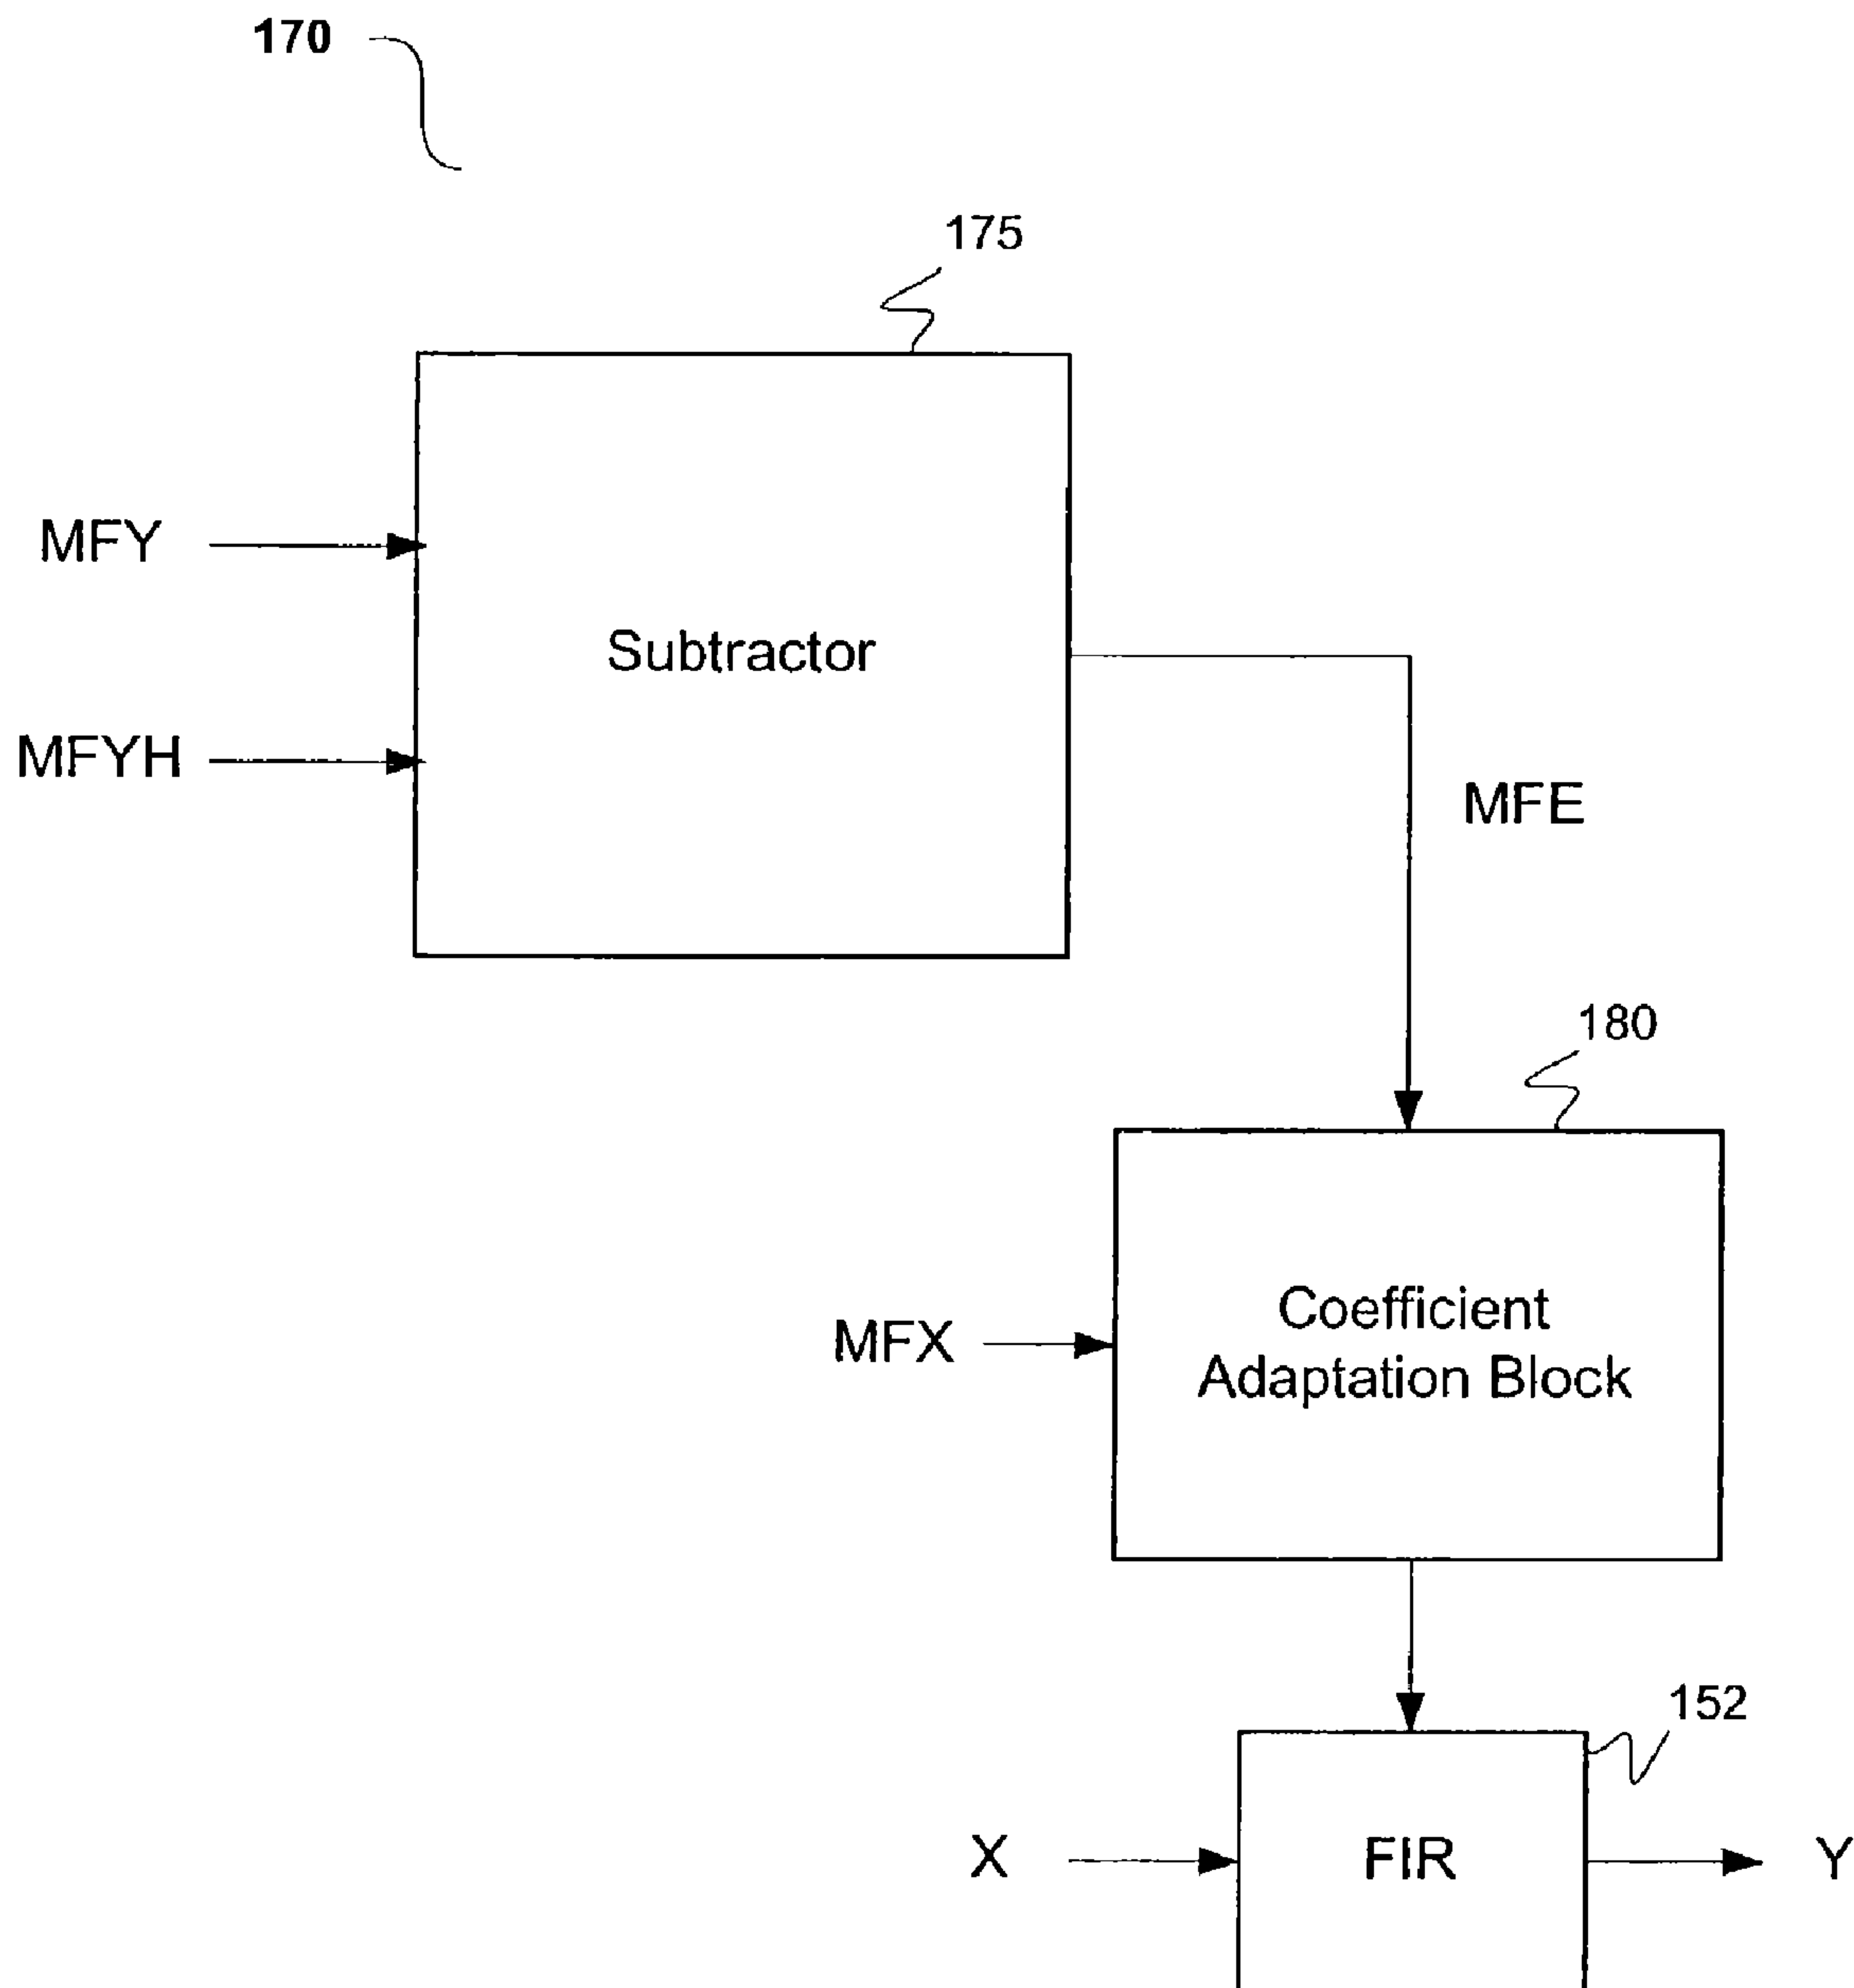 170
175
MFY
Subtractor
MFYH
MFE
180
Coefficient
MFX
Adaptation Block
152
X
FIR
Y